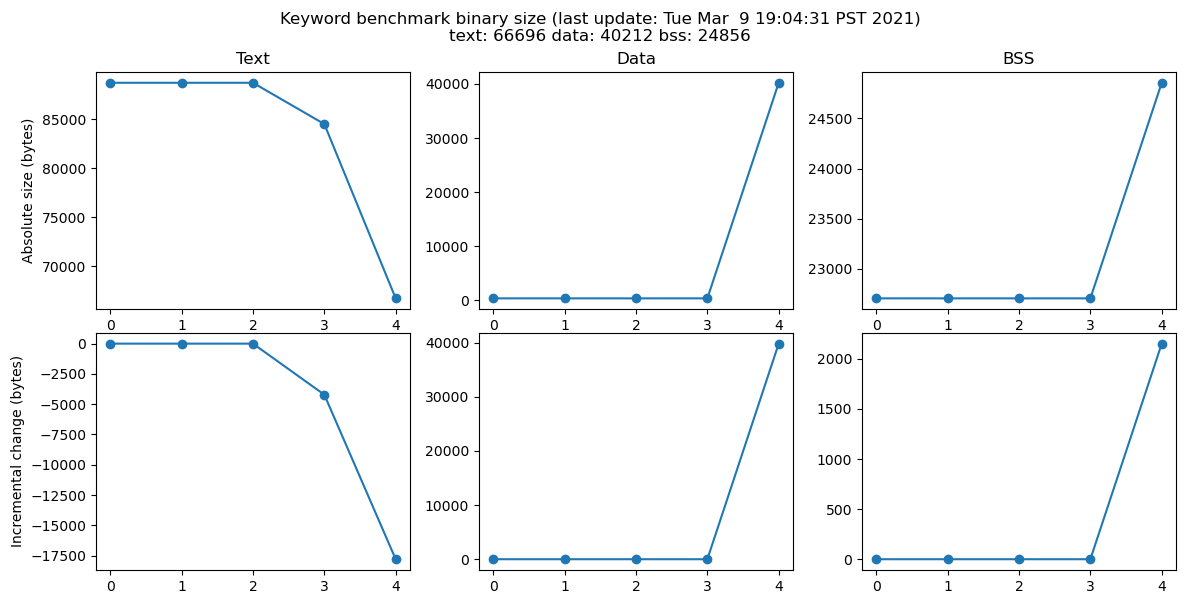 Keyword benchmark binary size (last update: Tue Mar  9 19:04:31 PST 2021)
text: 66696 data: 40212 bss: 24856
Text
Data
BSS
Absolute size (bytes)
85000
80000
75000
70000
0 1 2 3 4
40000
30000
20000
10000
0
0 1 2 3 4
24500
24000
23500
23000
0 1 2 3 4
Incremental change (bytes)
0
−2500
−5000
−7500
−10000
−12500
−15000
−17500
0 1 2 3 4
40000
30000
20000
10000
0
0 1 2 3 4
2000
1500
1000
500
0
0 1 2 3 4